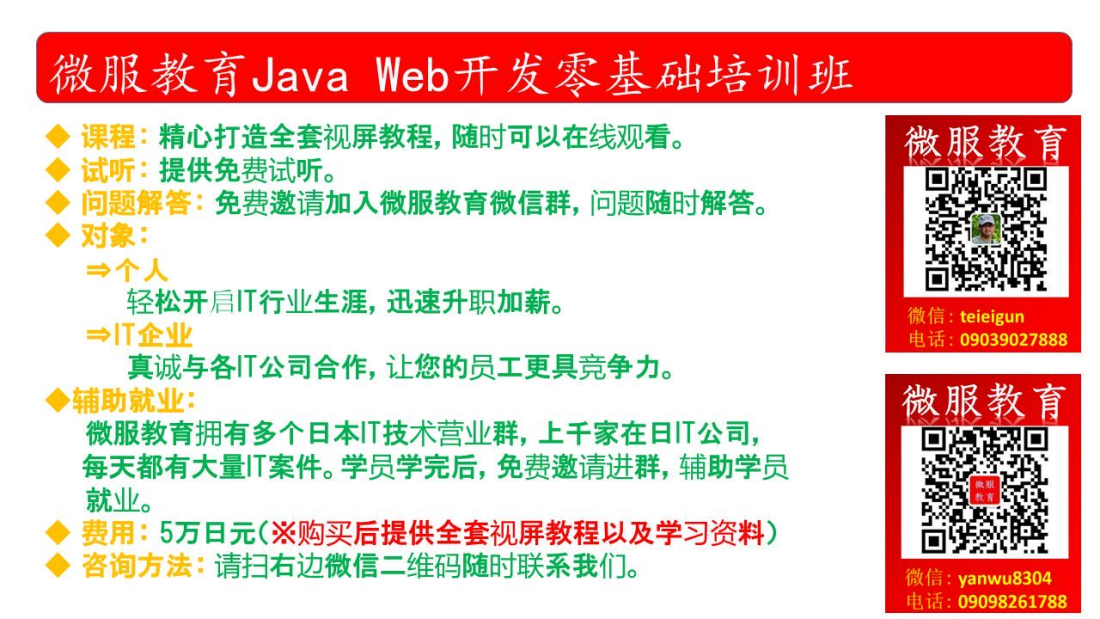 微服教育Java Web开发零基础培训班
◆ 课程：精心打造全套视屏教程，随时可以在线观看。
◆ 试听：提供免费试听。
◆ 问题解答：免费邀请加入微服教育微信群，问题随时解答。
◆ 对象：
⇒个人
轻松开启IT行业生涯，迅速升职加薪。
⇒IT企业
真诚与各IT公司合作，让您的员工更具竞争力。
◆辅助就业：
微服教育拥有多个日本IT技术营业群，上千家在日IT公司，
每天都有大量IT案件。学员学完后，免费邀请进群，辅助学员
就业。
◆ 费用：5万日元(※购买后提供全套视屏教程以及学习资料)
◆ 咨询方法：请扫右边微信二维码随时联系我们。
微服教育
微信：teieigun
电话：09039027888
微服教育
微服
教育
微信：yanwu8304
电话：09098261788